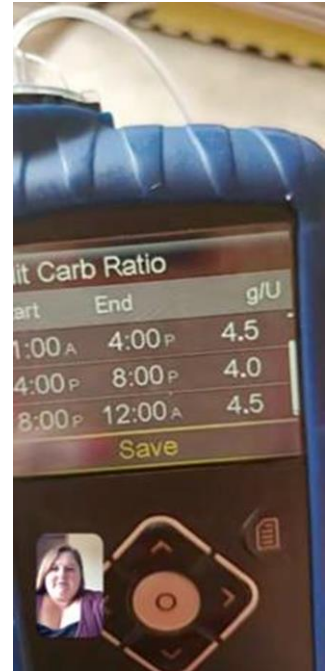 it Carb Ratio
art End g/U
1:00 A 4:00 P 4.5
4:00 P 8:00 P 4.0
8:00 P 12:00 A 4.5
Save